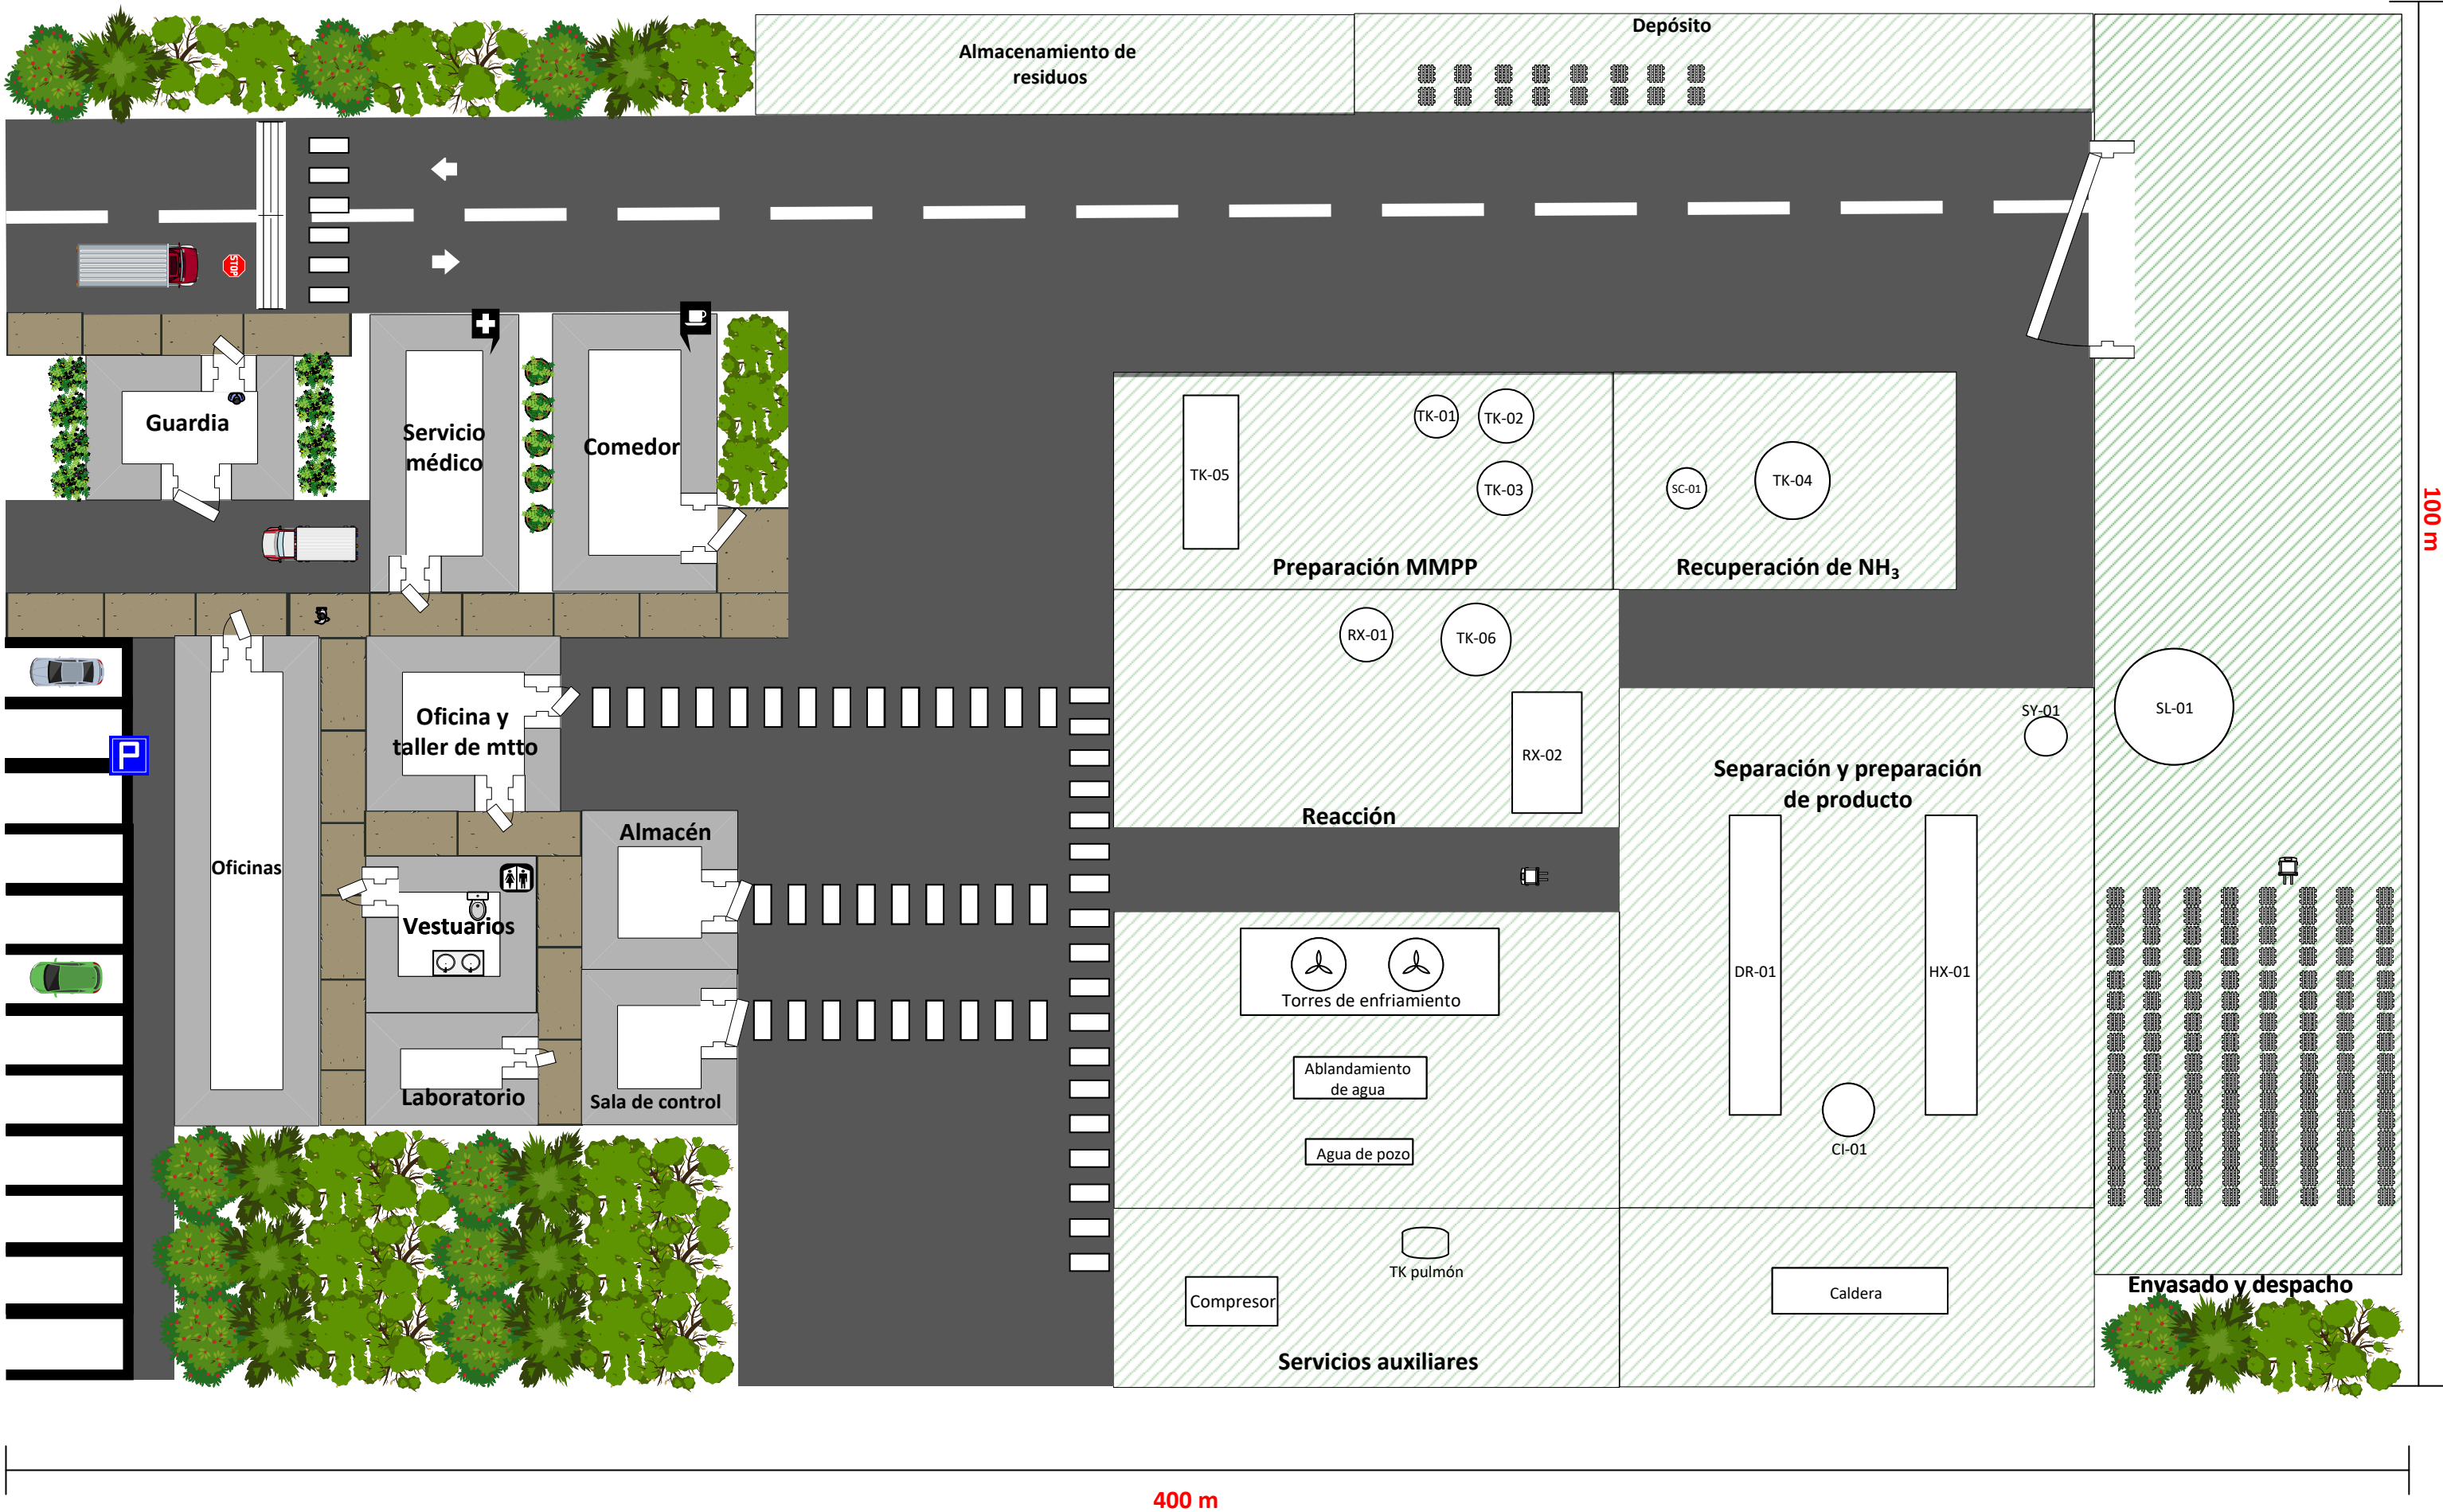 Almacenamiento de
residuos
Depósito
STOP
Guardia
Servicio
médico
Comedor
TK-05
TK-01
TK-02
TK-03
Preparación MMPP
SC-01
TK-04
Recuperación de NH₃
100 m
RX-01
TK-06
RX-02
Reacción
Oficina y
taller de mtto
P
Oficinas
Almacén
Vestuarios
Laboratorio
Sala de control
Separación y preparación
de producto
SY-01
SL-01
DR-01
HX-01
CI-01
Torres de enfriamiento
Ablandamiento
de agua
Agua de pozo
TK pulmón
Compresor
Servicios auxiliares
Caldera
Envasado y despacho
400 m